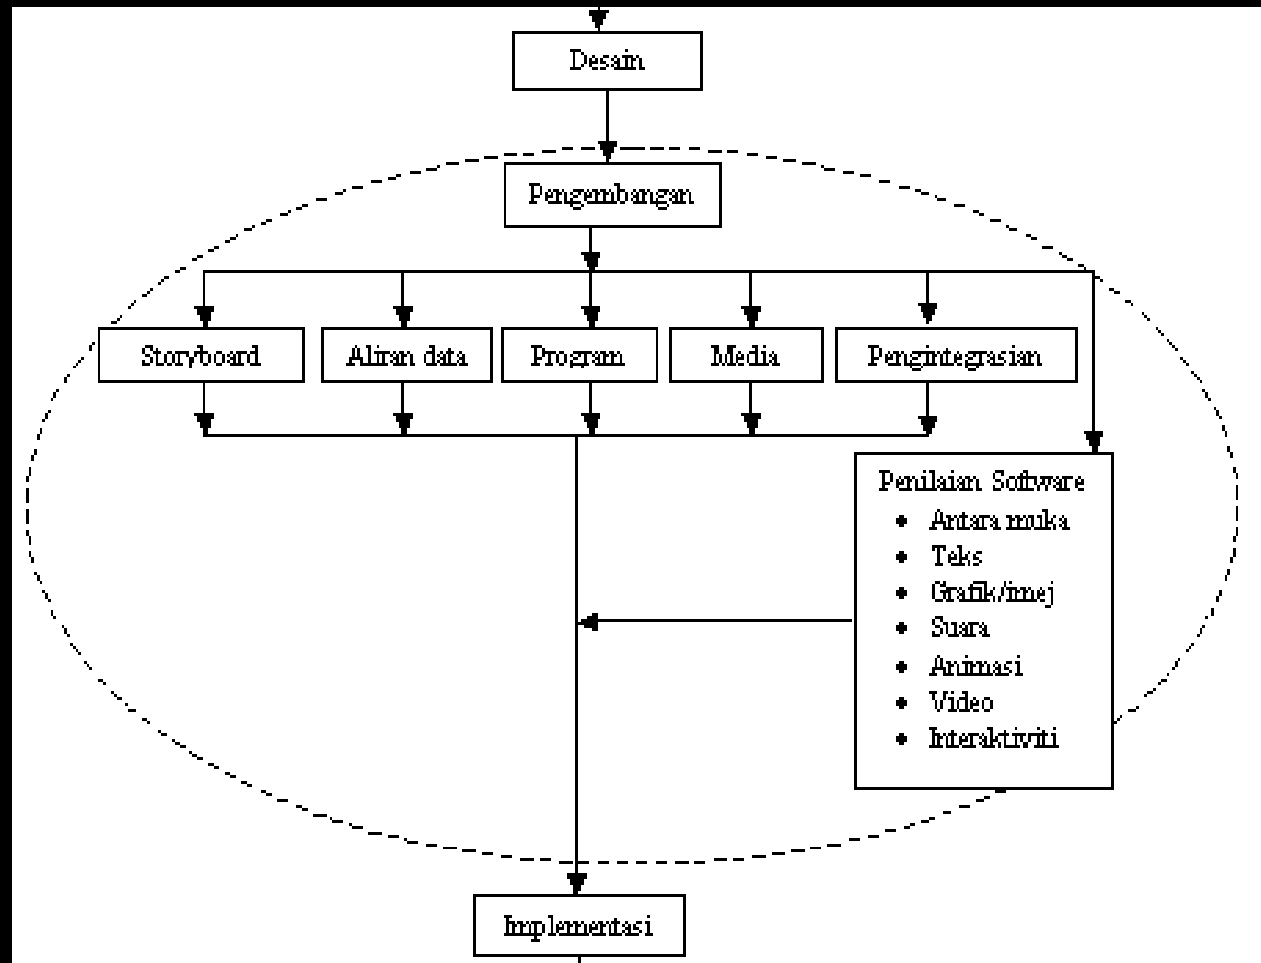 Desain
Pengembangan
Storyboard
Aliran data
Program
Media
Pengintegrasian
Penilaian Software
• Antara muka
• Teks
• Grafik/imej
• Suara
• Animasi
• Video
• Interaktiviti
Implementasi